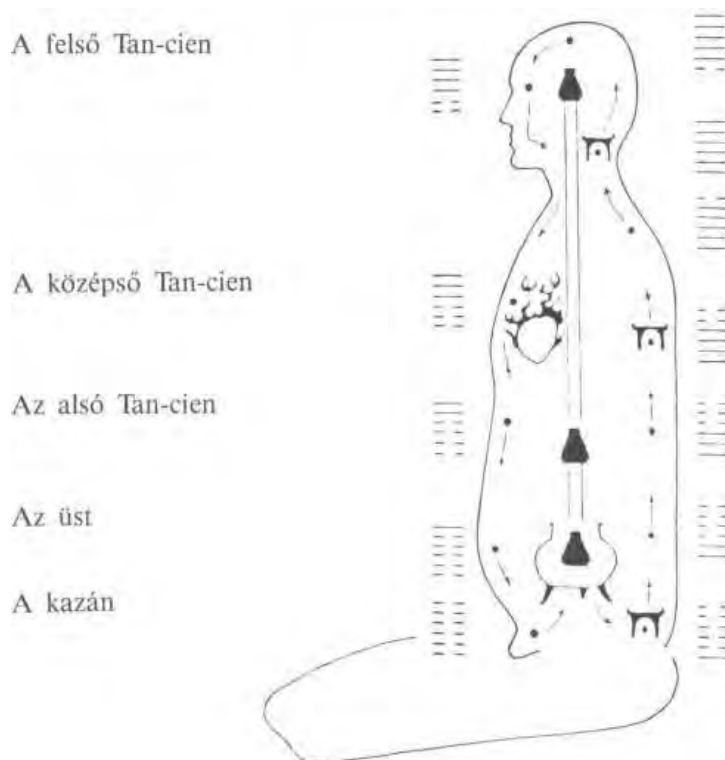 A felső Tan-cien
A középső Tan-cien
Az alsó Tan-cien
Az üst
A kazán